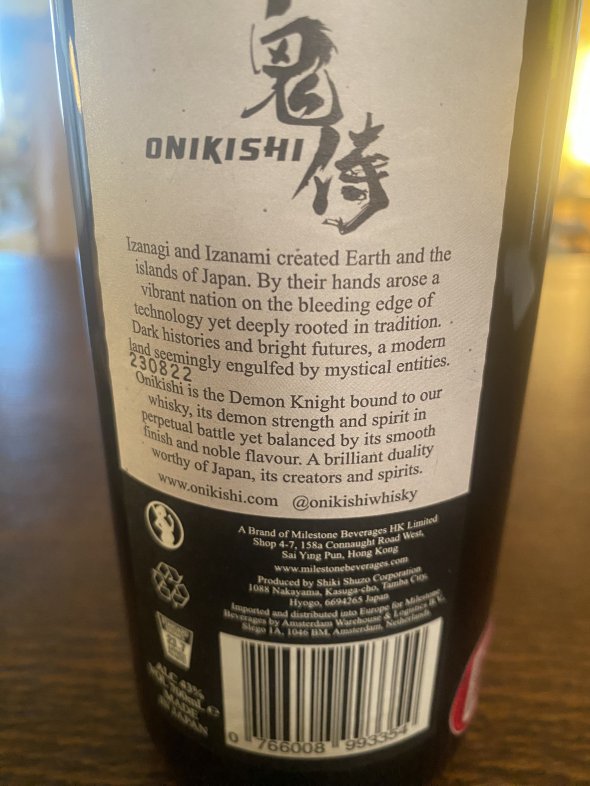 鬼
ONIKISHI
侍
Izanagi and Izanami created Earth and the
islands of Japan. By their hands arose a
vibrant nation on the bleeding edge of
technology yet deeply rooted in tradition.
Dark histories and bright futures, a modern
land seemingly engulfed by mystical entities.
230822
Onikishi is the Demon Knight bound to our
whisky, its demon strength and spirit in
perpetual battle yet balanced by its smooth
finish and noble flavour. A brilliant duality
worthy of Japan, its creators and spirits.
www.onikishi.com @onikishiwhisky
A Brand of Milestone Beverages HK Limited
Shop 4-7, 158a Connaught Road West,
Sai Ying Pun, Hong Kong
www.milestonebeverages.com
Produced by Shiki Shuzo Corporation
1088 Nakayama, Kasuga-cho, Tamba City,
Hyogo, 6694265 Japan
Imported and distributed into Europe for Milestone
Beverages by Amsterdam Warehouse & Logistics B.V.
Slego 1A, 1046 BM, Amsterdam, Netherlands.
ALC 43%
VOL 700ML e
MADE
IN JAPAN
0 766008 993354